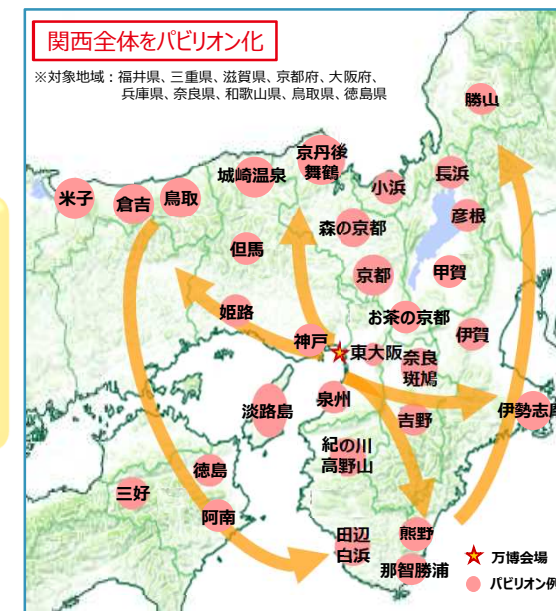 関西全体をパビリオン化
※対象地域：福井県、三重県、滋賀県、京都府、大阪府、
兵庫県、奈良県、和歌山県、鳥取県、徳島県
勝山
京丹後
舞鶴
城崎温泉
小浜
長浜
米子
倉吉
鳥取
彦根
森の京都
但馬
京都
甲賀
姫路
お茶の京都
神戸
東大阪
奈良
斑鳩
伊賀
淡路島
泉州
吉野
伊勢志摩
紀の川
高野山
徳島
三好
阿南
田辺
白浜
熊野
那智勝浦
万博会場
パビリオン例